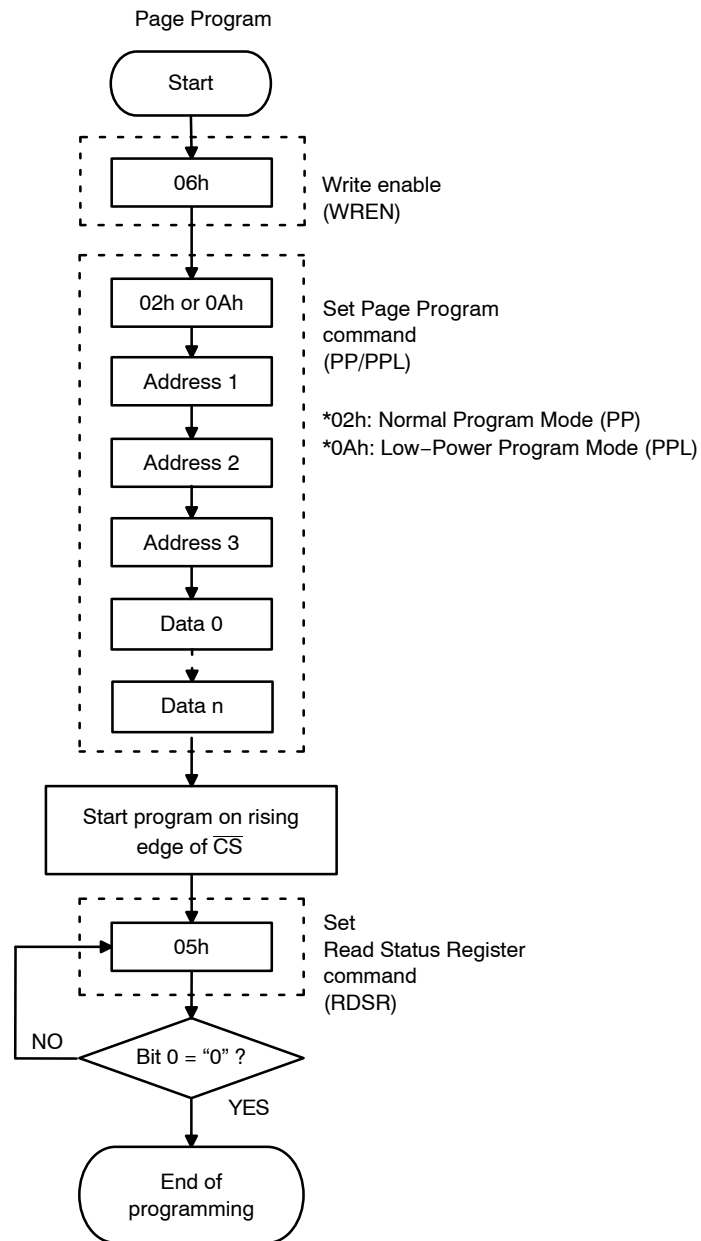 Page Program
Start
06h
Write enable
(WREN)
02h or 0Ah
Set Page Program
command
(PP/PPL)
Address 1
*02h: Normal Program Mode (PP)
*0Ah: Low−Power Program Mode (PPL)
Address 2
Address 3
Data 0
Data n
Start program on rising
edge of C̅S̅
05h
Set
Read Status Register
command
(RDSR)
NO
Bit 0 = “0” ?
YES
End of
programming